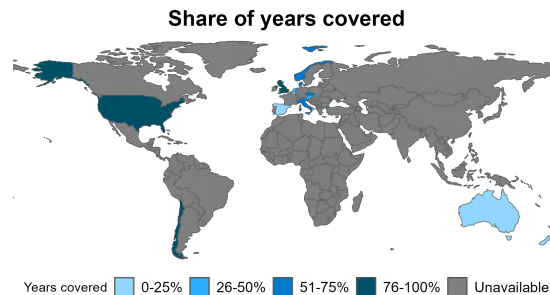 Share of years covered
Years covered 0-25% 26-50% 51-75% 76-100% Unavailable